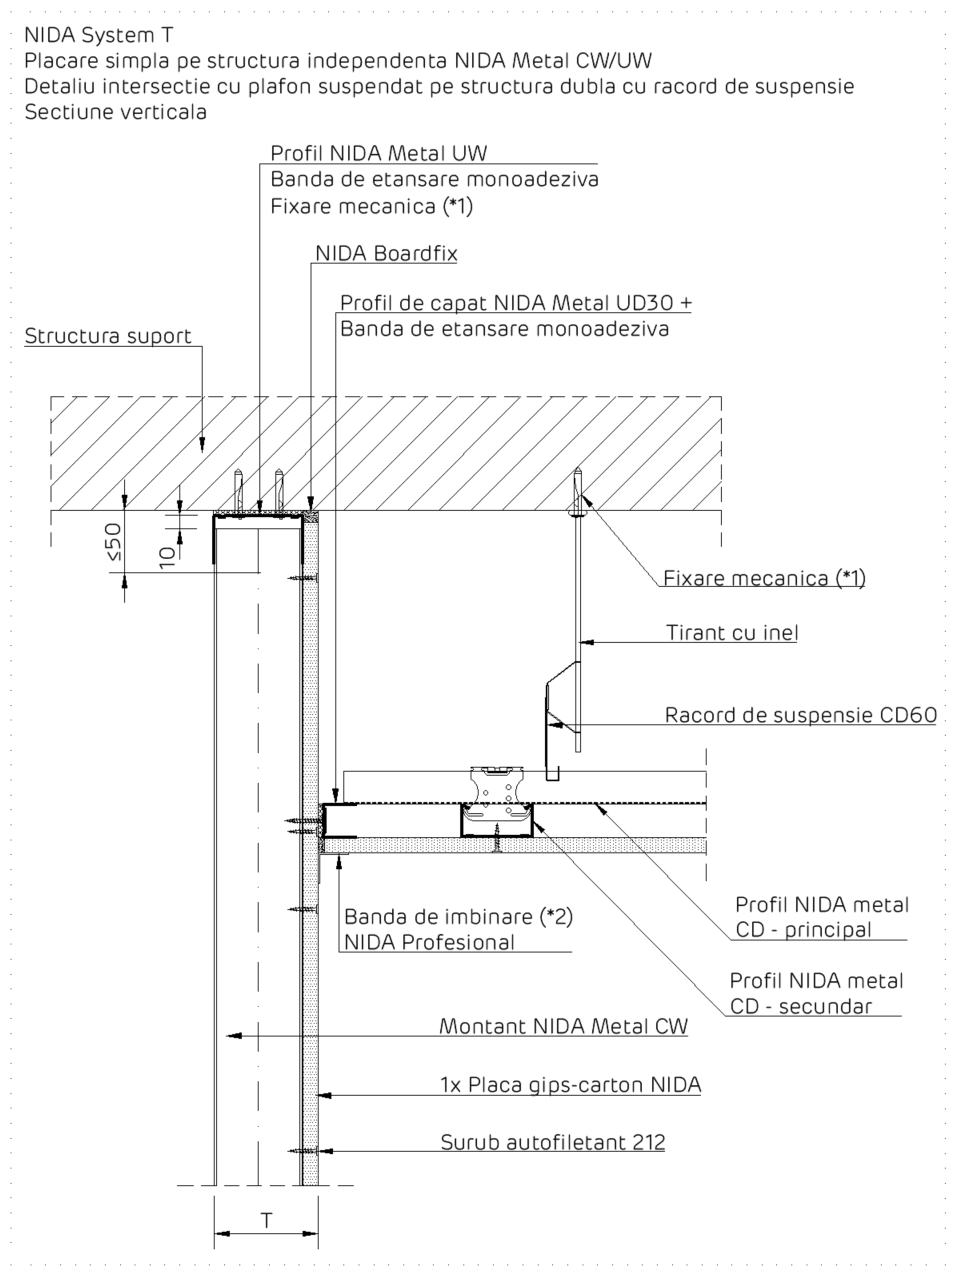 NIDA System T
Placare simpla pe structura independenta NIDA Metal CW/UW
Detaliu intersectie cu plafon suspendat pe structura dubla cu racord de suspensie
Sectiune verticala
Profil NIDA Metal UW
Banda de etansare monoadeziva
Fixare mecanica (*1)
NIDA Boardfix
Profil de capat NIDA Metal UD30 +
Banda de etansare monoadeziva
Structura suport
≤50
10
Fixare mecanica (*1)
Tirant cu inel
Racord de suspensie CD60
Profil NIDA metal
CD - principal
Banda de imbinare (*2)
NIDA Profesional
Profil NIDA metal
CD - secundar
Montant NIDA Metal CW
1x Placa gips-carton NIDA
Surub autofiletant 212
T